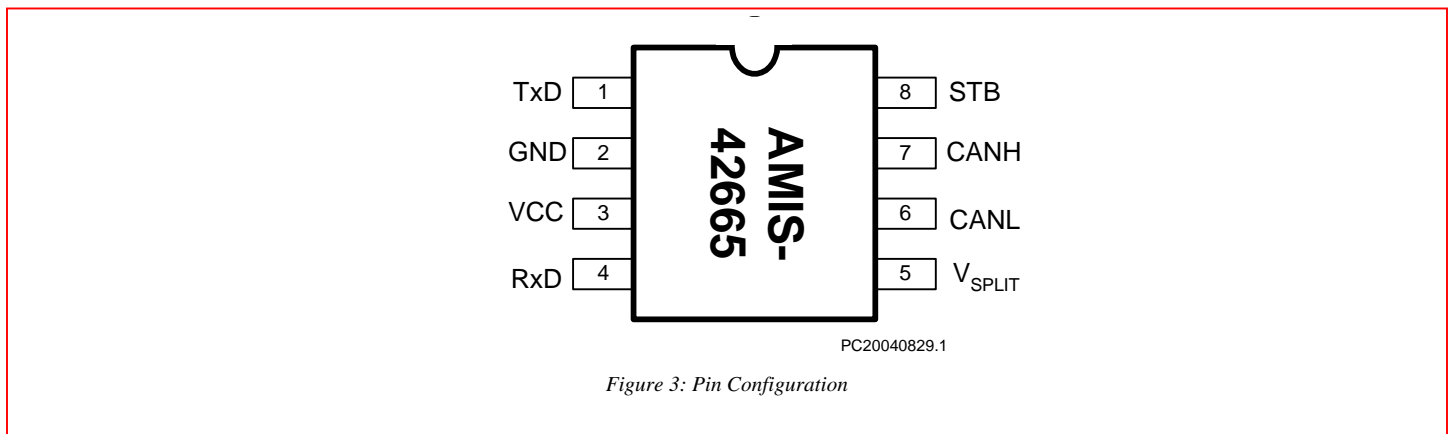 TxD 1 8 STB
GND 2 7 CANH
VCC 3 6 CANL
RxD 4 5 VSPLIT
AMIS-
42665
PC20040829.1
Figure 3: Pin Configuration